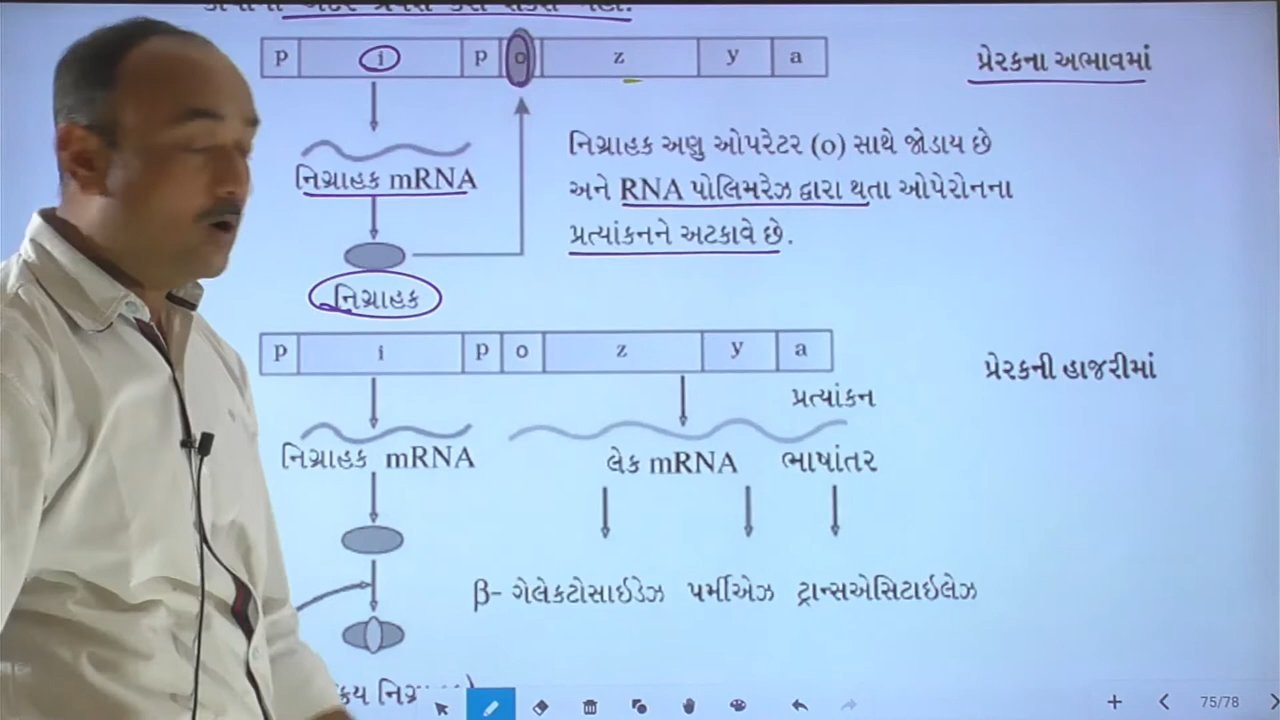 p i p o z y a
પ્રેરકના અભાવમાં
નિગ્રાહક mRNA
નિગ્રાહક અણુ ઓપરેટર (o) સાથે જોડાય છે
અને RNA પોલિમરેઝ દ્વારા થતા ઓપેરોનના
પ્રત્યાંકનને અટકાવે છે.
નિગ્રાહક
p i p o z y a
પ્રેરકની હાજરીમાં
પ્રત્યાંકન
નિગ્રાહક mRNA
લેક mRNA
ભાષાંતર
β- ગેલેક્ટોસાઇડેઝ પર્મીએઝ ટ્રાન્સએસિટાઇલેઝ
75/78